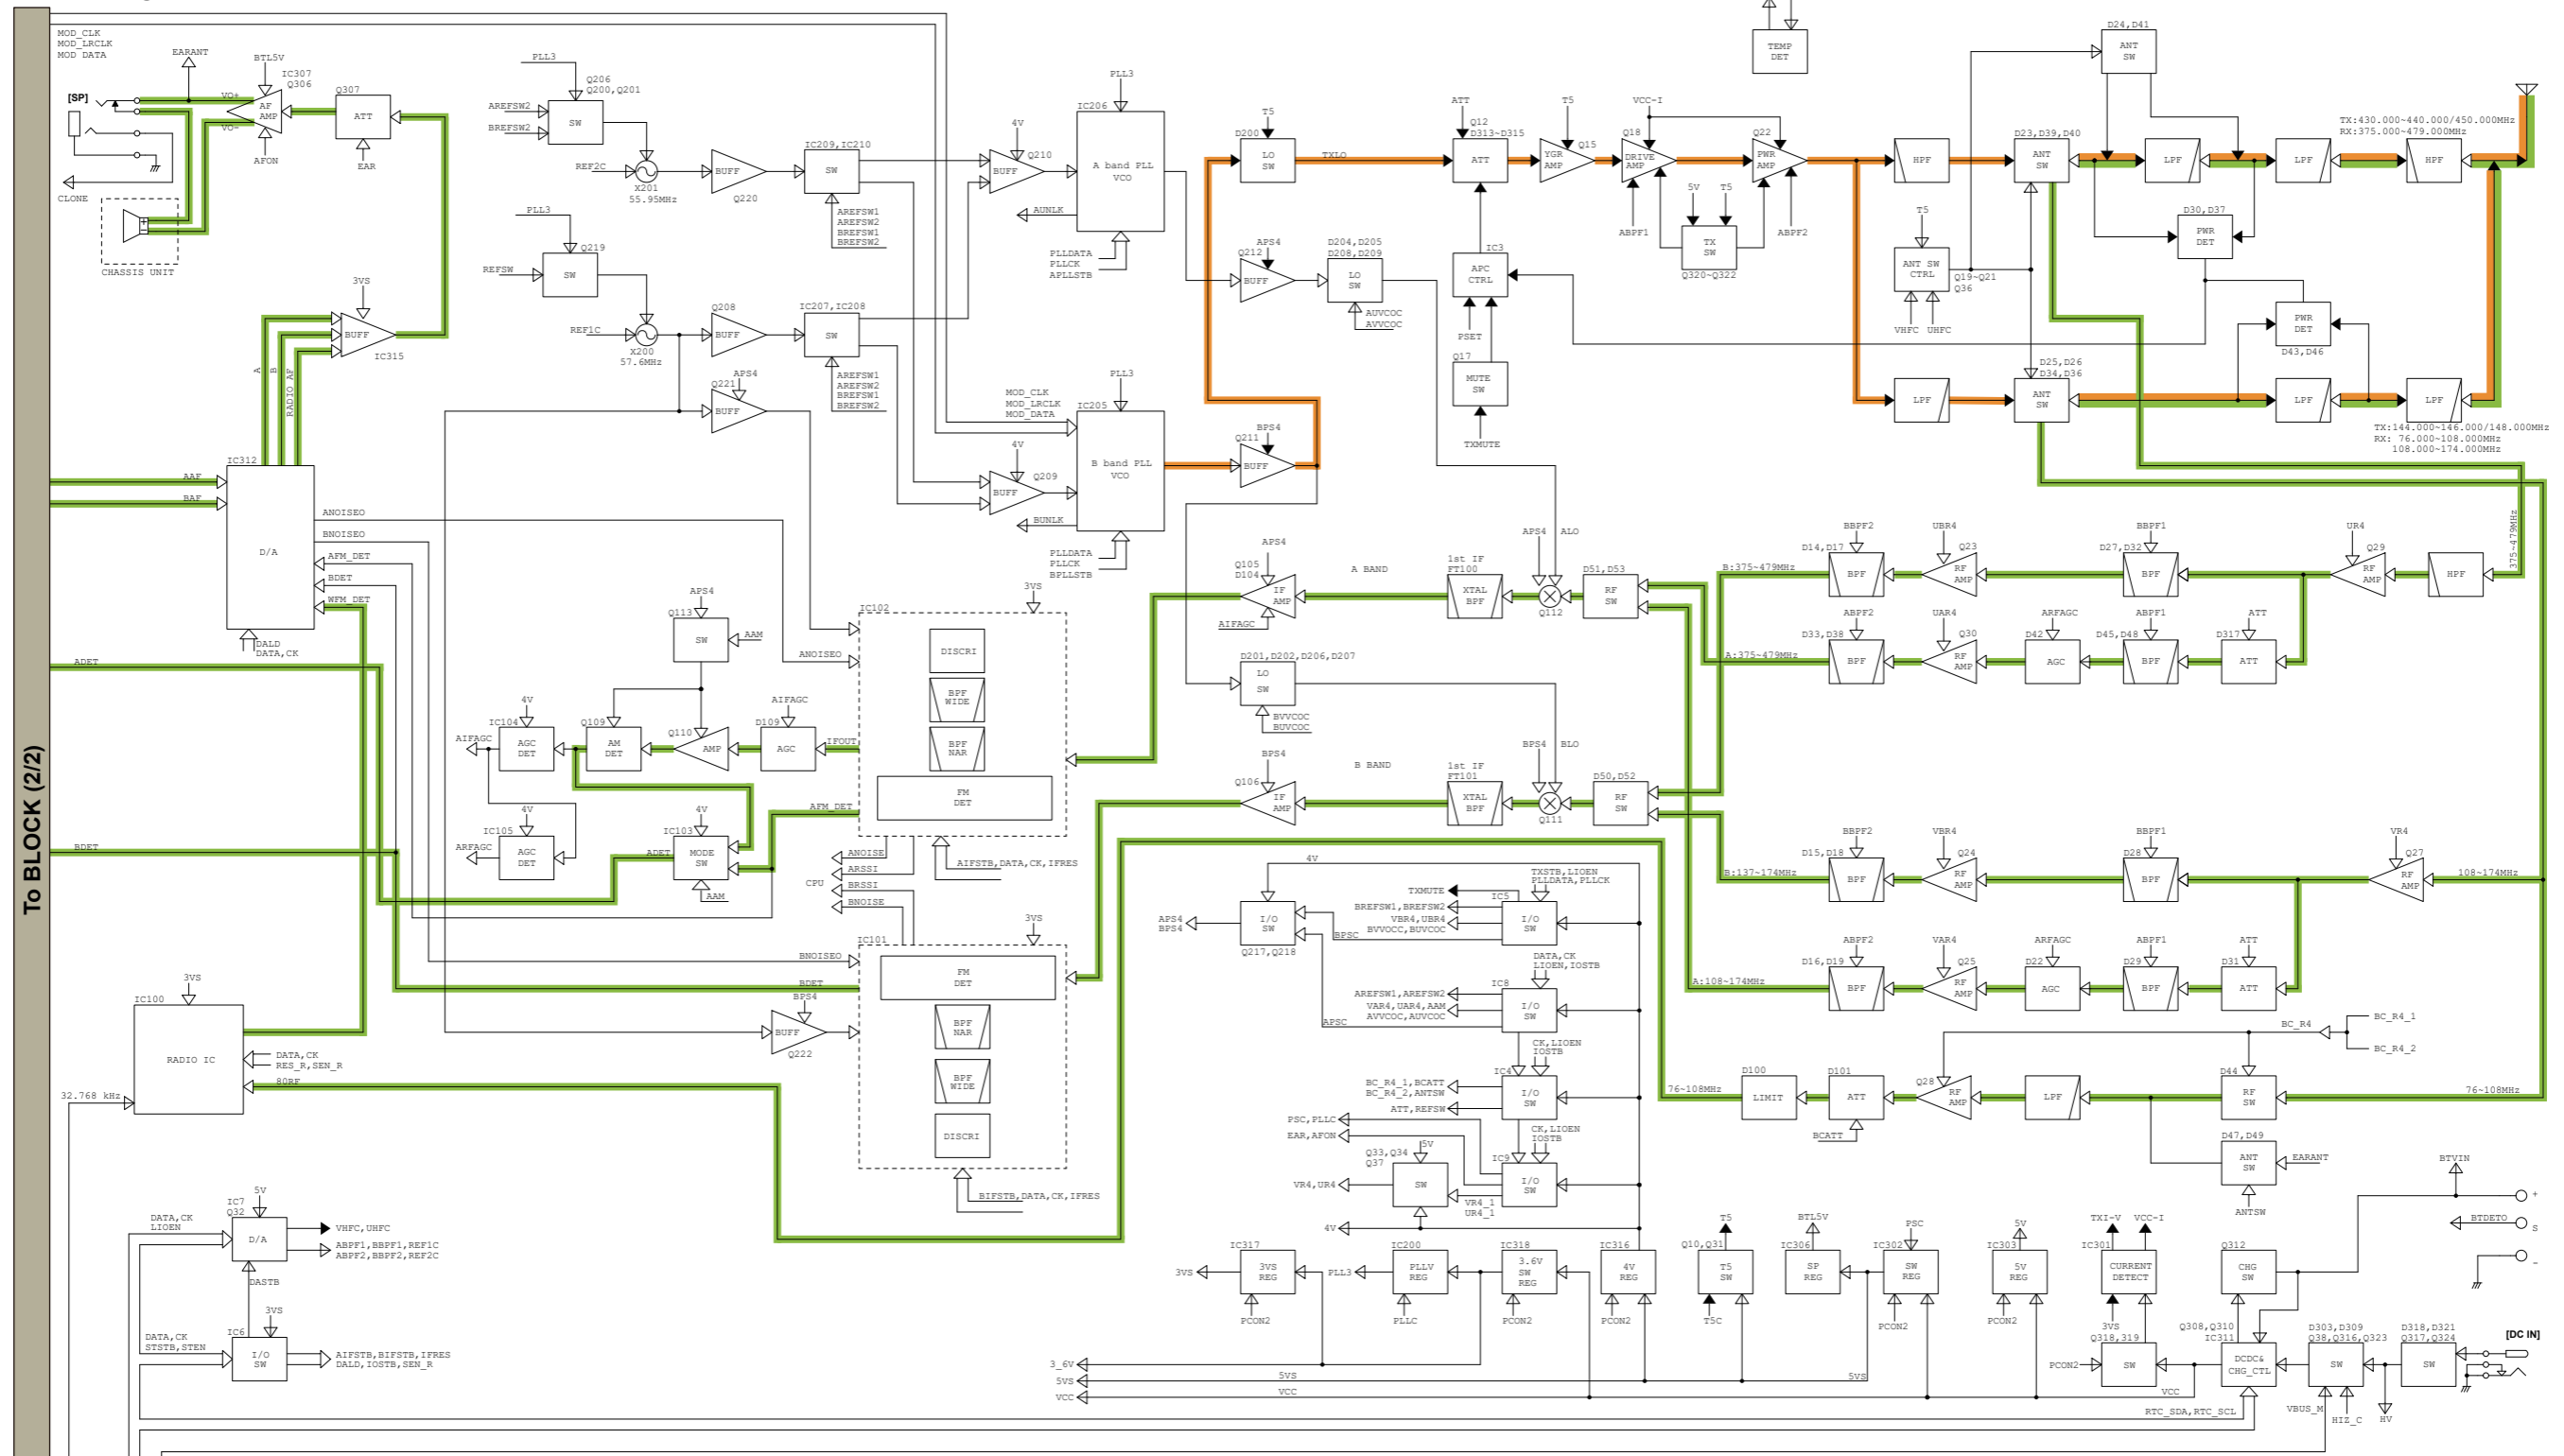 To BLOCK (2/2)
MOD_CLK
MOD_LRCLK
MOD_DATA
EARANT
BTL5V
IC307
Q306
[SP]
VO+
VO-
AF
AMP
AFON
Q307
ATT
EAR
CLONE
CHASSIS UNIT
3VS
BUFF
IC315
A
B
RADIO AF
PLL3
Q206
Q200,Q201
AREFSW2
BREFSW2
SW
REF2C
X201
55.95MHz
BUFF
Q220
IC209,IC210
SW
AREFSW1
AREFSW2
BREFSW1
BREFSW2
PLL3
Q219
REFSW
SW
REF1C
X200
57.6MHz
Q208
BUFF
IC207,IC208
SW
AREFSW1
AREFSW2
BREFSW1
BREFSW2
APS4
Q221
BUFF
4V
Q210
BUFF
PLL3
IC206
A band PLL
VCO
AUNLK
PLLDATA
PLLCK
APLLSTB
MOD_CLK
MOD_LRCLK
MOD_DATA
4V
Q209
BUFF
PLL3
IC205
B band PLL
VCO
BUNLK
PLLDATA
PLLCK
BPLLSTB
T5
D200
LO
SW
TXLO
APS4
Q212
BUFF
D204,D205
D208,D209
LO
SW
AUVCOC
AVVCOC
BPS4
Q211
BUFF
ATT
Q12
D313~D315
ATT
IC3
APC
CTRL
PSET
Q17
MUTE
SW
TXMUTE
T5
YGR
AMP
Q15
VCC-I
Q18
DRIVE
AMP
ABPF1
5V
T5
TX
SW
Q320~Q322
Q22
PWR
AMP
ABPF2
TEMP
DET
HPF
D23,D39,D40
ANT
SW
D24,D41
ANT
SW
LPF
LPF
HPF
TX:430.000~440.000/450.000MHz
RX:375.000~479.000MHz
D30,D37
PWR
DET
T5
ANT SW
CTRL
Q19~Q21
Q36
VHFC
UHFC
PWR
DET
D43,D46
LPF
D25,D26
D34,D36
ANT
SW
LPF
LPF
TX:144.000~146.000/148.000MHz
RX: 76.000~108.000MHz
108.000~174.000MHz
AAF
BAF
IC312
D/A
ANOISEO
BNOISEO
AFM_DET
BDET
WFM_DET
DALD
DATA,CK
ADET
BDET
APS4
Q113
SW
AAM
4V
IC104
AGC
DET
AIFAGC
Q109
AM
DET
Q110
AMP
AIFAGC
D109
AGC
IFOUT
4V
IC105
AGC
DET
ARFAGC
4V
IC103
MODE
SW
ADET
AAM
AFM_DET
ANOISEO
IC102
3VS
DISCRI
BPF
WIDE
BPF
NAR
FM
DET
ANOISE
ARSSI
CPU
BRSSI
BNOISE
AIFSTB,DATA,CK,IFRES
IC101
3VS
BNOISEO
BDET
FM
DET
BPF
NAR
BPF
WIDE
DISCRI
BIFSTB,DATA,CK,IFRES
BPS4
BUFF
Q222
APS4
Q105
D104
IF
AMP
AIFAGC
A BAND
1st IF
FT100
XTAL
BPF
APS4
ALO
Q112
D51,D53
RF
SW
D201,D202,D206,D207
LO
SW
BVVCOC
BUVCOC
BPS4
Q106
IF
AMP
B BAND
1st IF
FT101
XTAL
BPF
BPS4
BLO
Q111
D50,D52
RF
SW
B:375~479MHz
BBPF2
D14,D17
BPF
UBR4
Q23
RF
AMP
BBPF1
D27,D32
BPF
UR4
Q29
RF
AMP
HPF
375~479MHz
A:375~479MHz
ABPF2
D33,D38
BPF
UAR4
Q30
RF
AMP
ARFAGC
D42
AGC
ABPF1
D45,D48
BPF
ATT
D317
ATT
B:137~174MHz
BBPF2
D15,D18
BPF
VBR4
Q24
RF
AMP
BBPF1
D28
BPF
VR4
Q27
RF
AMP
108~174MHz
A:108~174MHz
ABPF2
D16,D19
BPF
VAR4
Q25
RF
AMP
ARFAGC
D22
AGC
ABPF1
D29
BPF
ATT
D31
ATT
BC_R4
BC_R4_1
BC_R4_2
76~108MHz
D100
LIMIT
D101
ATT
BCATT
Q28
RF
AMP
LPF
D44
RF
SW
76~108MHz
D47,D49
ANT
SW
EARANT
ANTSW
4V
APS4
BPS4
I/O
SW
Q217,Q218
TXSTB,LIOEN
PLLDATA,PLLCK
TXMUTE
IC5
I/O
SW
BREFSW1,BREFSW2
VBR4,UBR4
BVVOCC,BUVCOC
BPSC
DATA,CK
LIOEN,IOSTB
IC8
I/O
SW
AREFSW1,AREFSW2
VAR4,UAR4,AAM
AVVCOC,AUVCOC
APSC
CK,LIOEN
IOSTB
IC4
I/O
SW
BC_R4_1,BCATT
BC_R4_2,ANTSW
ATT,REFSW
PSC,PLLC
EAR,AFON
CK,LIOEN
IOSTB
IC9
I/O
SW
5V
Q33,Q34
Q37
SW
VR4,UR4
VR4_1
UR4_1
4V
3VS
IC100
RADIO IC
DATA,CK
RES_R,SEN_R
80RF
32.768 kHz
5V
IC7
Q32
D/A
DATA,CK
LIOEN
VHFC,UHFC
ABPF1,BBPF1,REF1C
ABPF2,BBPF2,REF2C
DASTB
3VS
IC6
I/O
SW
DATA,CK
STSTB,STEN
AIFSTB,BIFSTB,IFRES
DALD,IOSTB,SEN_R
IC317
3VS
REG
3VS
PCON2
IC200
PLLV
REG
PLL3
PLLC
IC318
3.6V
SW
REG
PCON2
IC316
4V
REG
PCON2
T5
Q10,Q31
T5
SW
T5C
BTL5V
IC306
SP
REG
PSC
IC302
SW
REG
PCON2
5V
IC303
5V
REG
PCON2
TXI-V
VCC-I
IC301
CURRENT
DETECT
3VS
Q318,319
SW
PCON2
Q312
CHG
SW
Q308,Q310
IC311
DCDC&
CHG_CTL
D303,D309
Q38,Q316,Q323
SW
D318,D321
Q317,Q324
SW
[DC IN]
BTVIN
+
BTDETO
S
-
3_6V
5VS
5VS
5VS
VCC
VCC
VCC
RTC_SDA,RTC_SCL
VBUS_M
HIZ_C
HV